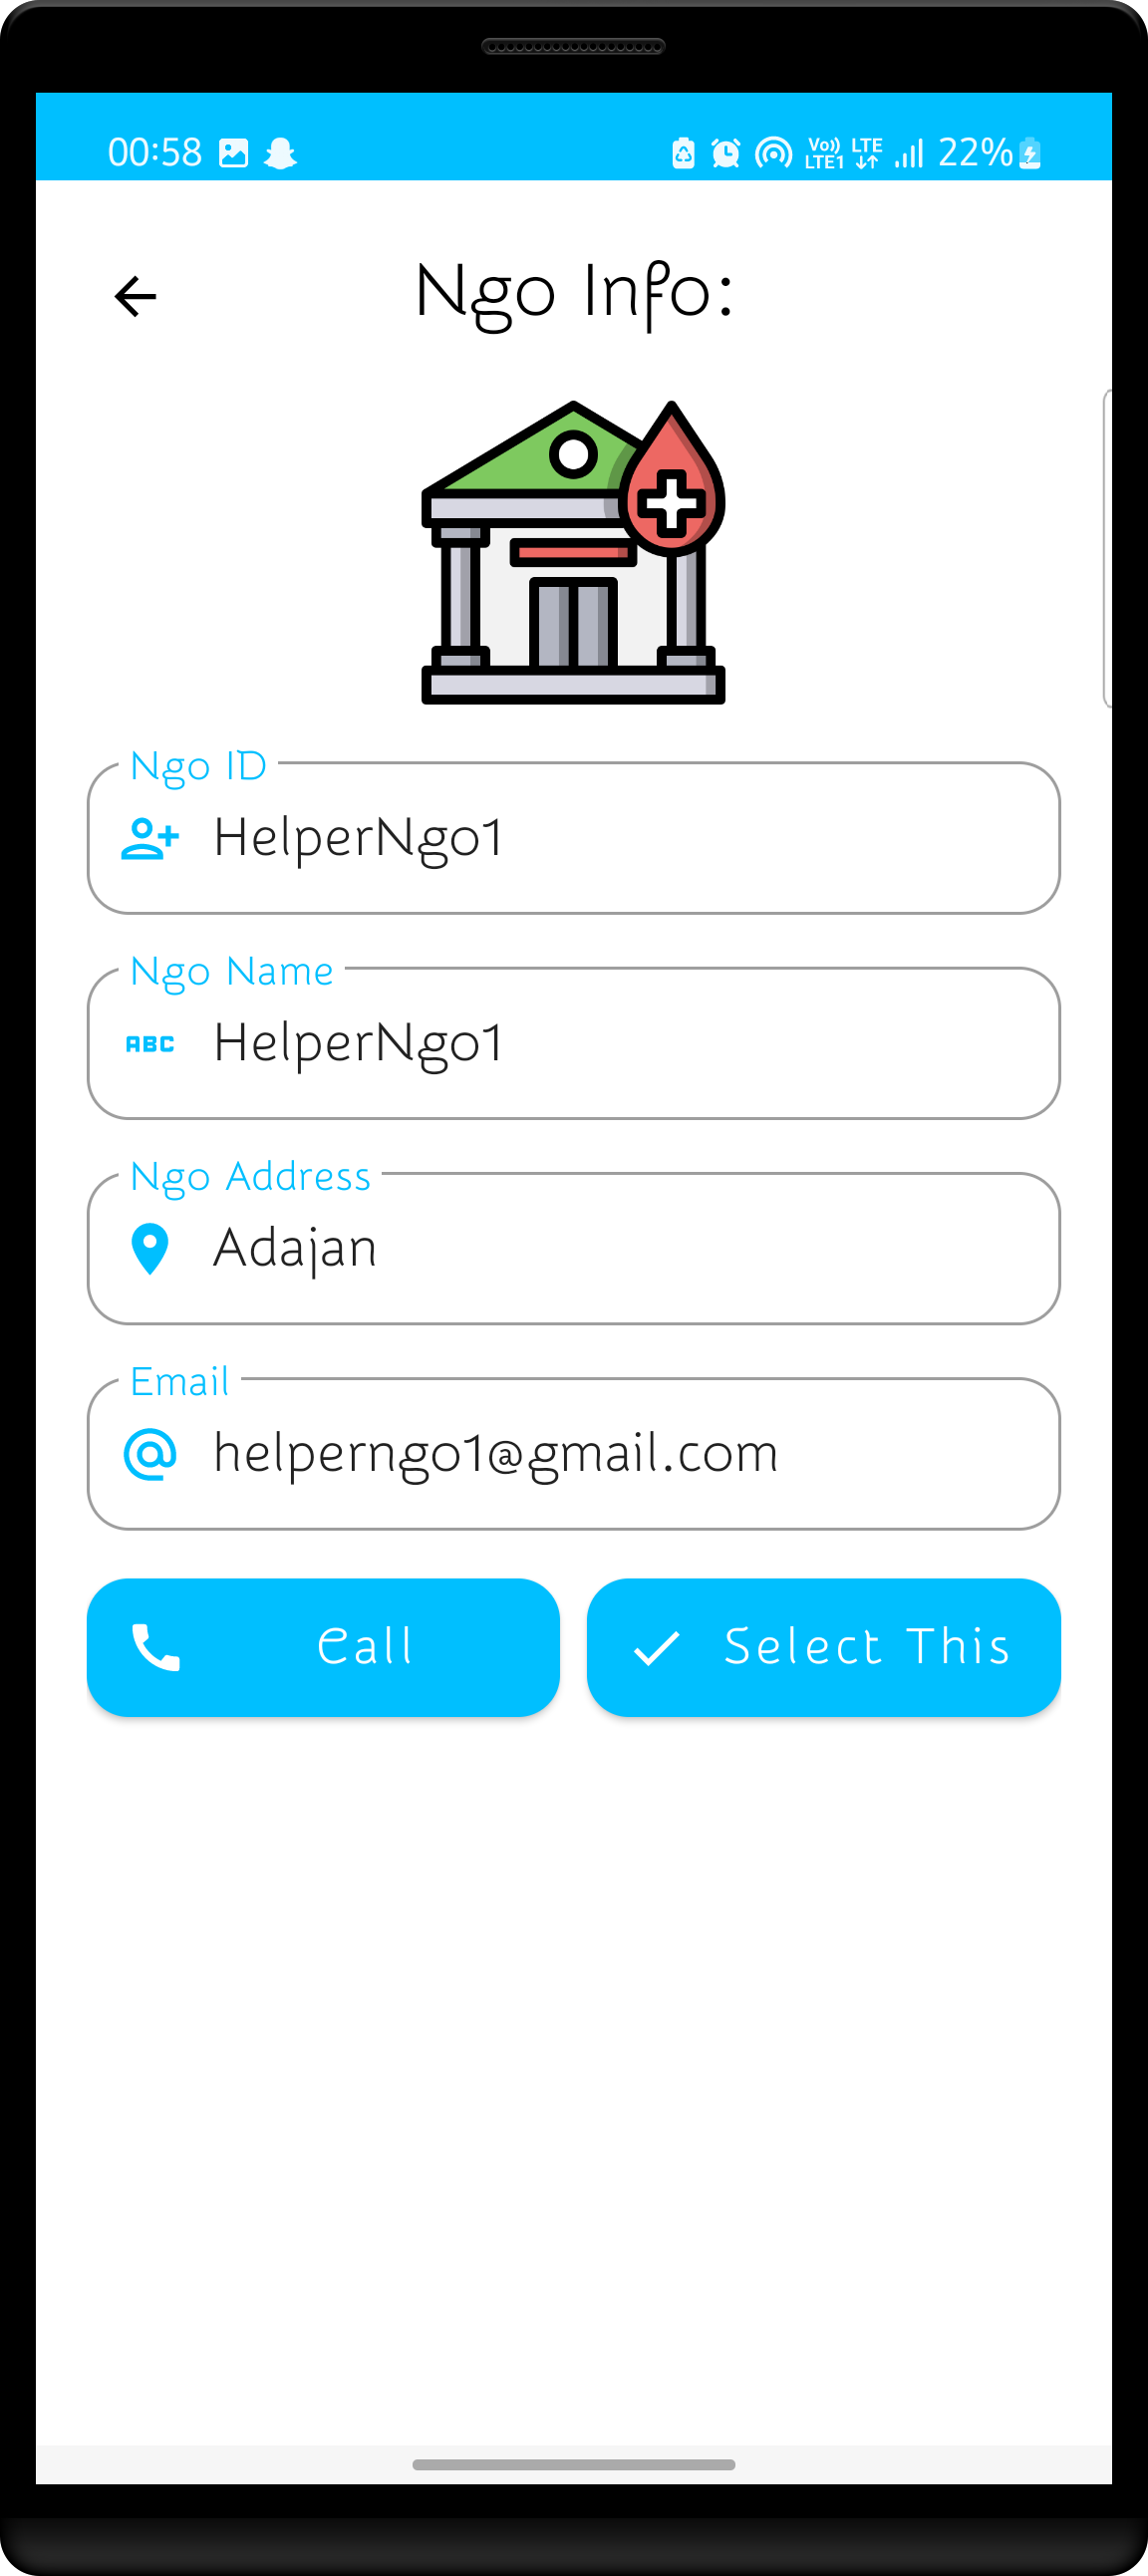 00:58 Vo)) LTE1 LTE 22%
Ngo Info:
Ngo ID
HelperNgo1
Ngo Name
ABC HelperNgo1
Ngo Address
Adajan
Email
@ helperngo1@gmail.com
Call Select This